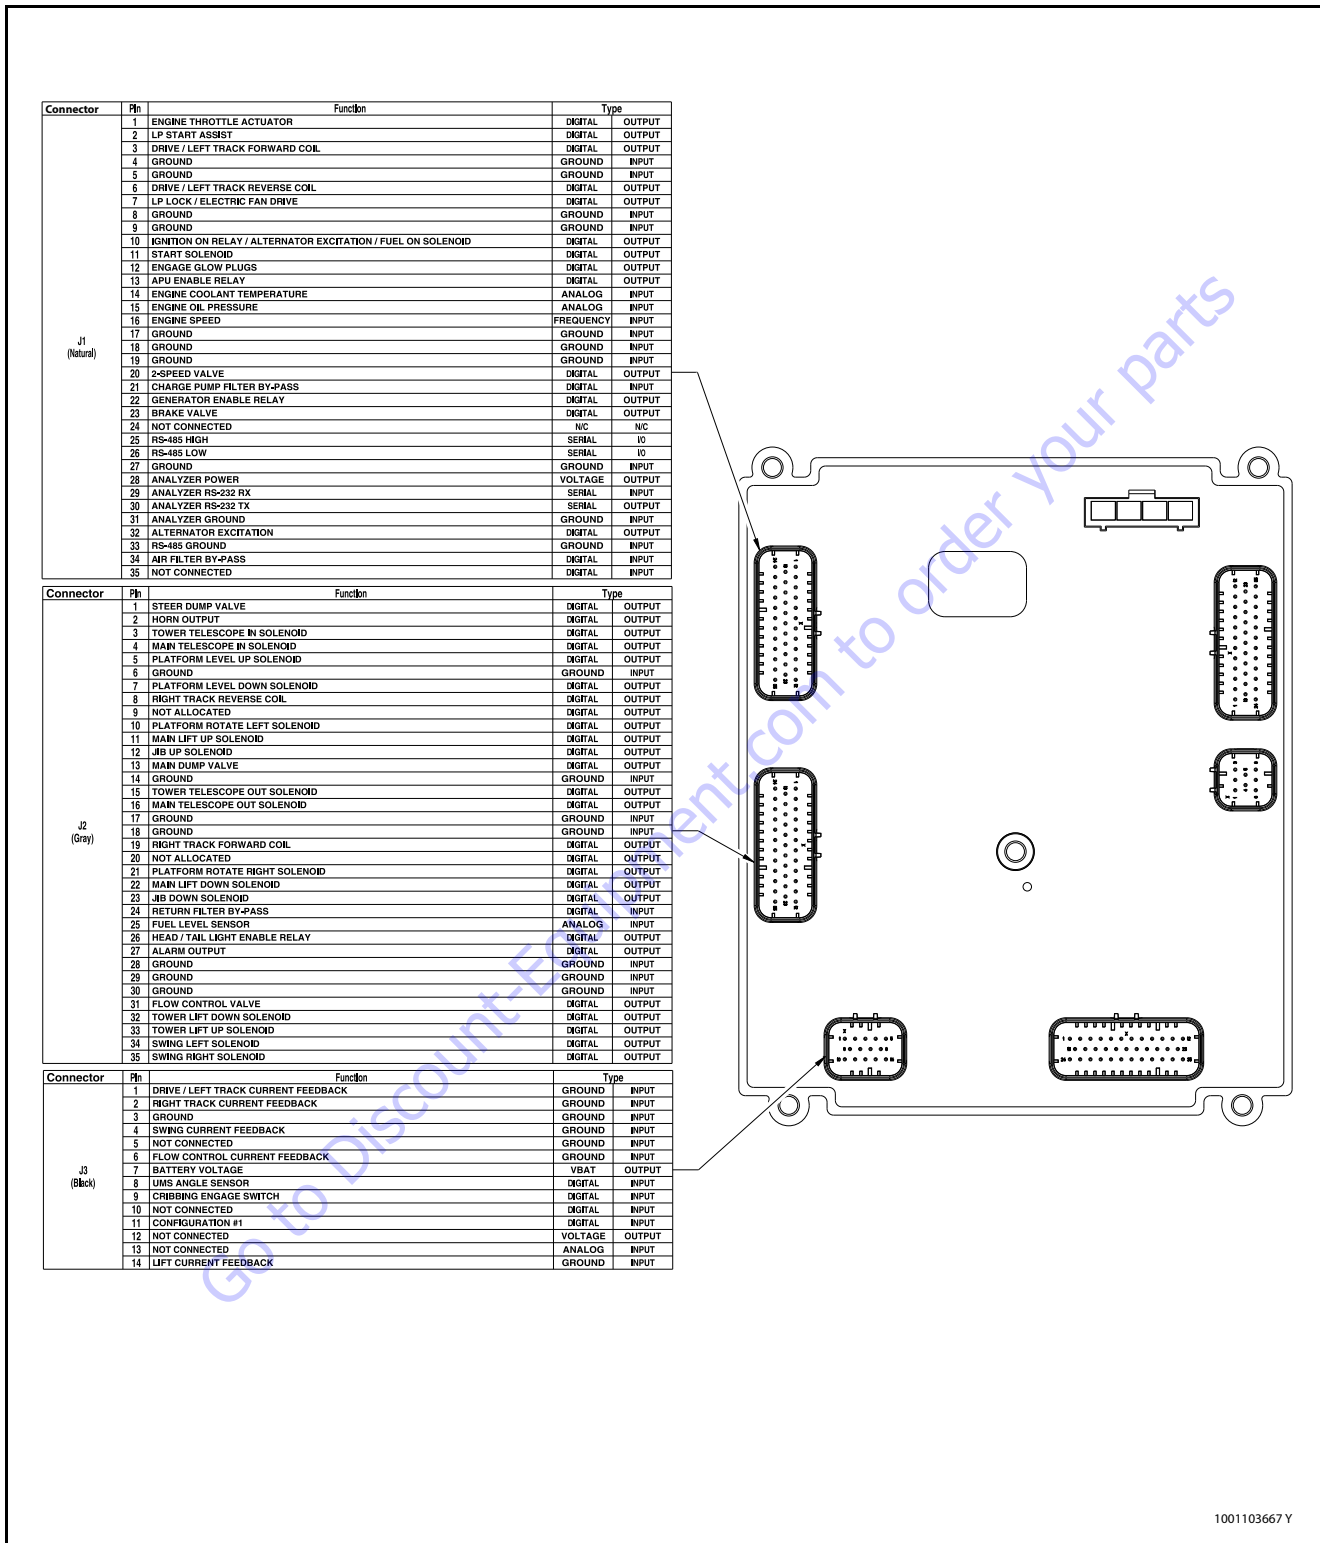 Connector Pin Function Type
J1
(Natural)
1 ENGINE THROTTLE ACTUATOR DIGITAL OUTPUT
2 LP START ASSIST DIGITAL OUTPUT
3 DRIVE / LEFT TRACK FORWARD COIL DIGITAL OUTPUT
4 GROUND GROUND INPUT
5 GROUND GROUND INPUT
6 DRIVE / LEFT TRACK REVERSE COIL DIGITAL OUTPUT
7 LP LOCK / ELECTRIC FAN DRIVE DIGITAL OUTPUT
8 GROUND GROUND INPUT
9 GROUND GROUND INPUT
10 IGNITION ON RELAY / ALTERNATOR EXCITATION / FUEL ON SOLENOID DIGITAL OUTPUT
11 START SOLENOID DIGITAL OUTPUT
12 ENGAGE GLOW PLUGS DIGITAL OUTPUT
13 APU ENABLE RELAY DIGITAL OUTPUT
14 ENGINE COOLANT TEMPERATURE ANALOG INPUT
15 ENGINE OIL PRESSURE ANALOG INPUT
16 ENGINE SPEED FREQUENCY INPUT
17 GROUND GROUND INPUT
18 GROUND GROUND INPUT
19 GROUND GROUND INPUT
20 2-SPEED VALVE DIGITAL OUTPUT
21 CHARGE PUMP FILTER BY-PASS DIGITAL INPUT
22 GENERATOR ENABLE RELAY DIGITAL OUTPUT
23 BRAKE VALVE DIGITAL OUTPUT
24 NOT CONNECTED N/C N/C
25 RS-485 HIGH SERIAL I/O
26 RS-485 LOW SERIAL I/O
27 GROUND GROUND INPUT
28 ANALYZER POWER VOLTAGE OUTPUT
29 ANALYZER RS-232 RX SERIAL INPUT
30 ANALYZER RS-232 TX SERIAL OUTPUT
31 ANALYZER GROUND GROUND INPUT
32 ALTERNATOR EXCITATION DIGITAL OUTPUT
33 RS-485 GROUND GROUND INPUT
34 AIR FILTER BY-PASS DIGITAL INPUT
35 NOT CONNECTED DIGITAL INPUT
Connector Pin Function Type
J2
(Gray)
1 STEER DUMP VALVE DIGITAL OUTPUT
2 HORN OUTPUT DIGITAL OUTPUT
3 TOWER TELESCOPE IN SOLENOID DIGITAL OUTPUT
4 MAIN TELESCOPE IN SOLENOID DIGITAL OUTPUT
5 PLATFORM LEVEL UP SOLENOID DIGITAL OUTPUT
6 GROUND GROUND INPUT
7 PLATFORM LEVEL DOWN SOLENOID DIGITAL OUTPUT
8 RIGHT TRACK REVERSE COIL DIGITAL OUTPUT
9 NOT ALLOCATED DIGITAL OUTPUT
10 PLATFORM ROTATE LEFT SOLENOID DIGITAL OUTPUT
11 MAIN LIFT UP SOLENOID DIGITAL OUTPUT
12 JIB UP SOLENOID DIGITAL OUTPUT
13 MAIN DUMP VALVE DIGITAL OUTPUT
14 GROUND GROUND INPUT
15 TOWER TELESCOPE OUT SOLENOID DIGITAL OUTPUT
16 MAIN TELESCOPE OUT SOLENOID DIGITAL OUTPUT
17 GROUND GROUND INPUT
18 GROUND GROUND INPUT
19 RIGHT TRACK FORWARD COIL DIGITAL OUTPUT
20 NOT ALLOCATED DIGITAL OUTPUT
21 PLATFORM ROTATE RIGHT SOLENOID DIGITAL OUTPUT
22 MAIN LIFT DOWN SOLENOID DIGITAL OUTPUT
23 JIB DOWN SOLENOID DIGITAL OUTPUT
24 RETURN FILTER BY-PASS DIGITAL INPUT
25 FUEL LEVEL SENSOR ANALOG INPUT
26 HEAD / TAIL LIGHT ENABLE RELAY DIGITAL OUTPUT
27 ALARM OUTPUT DIGITAL OUTPUT
28 GROUND GROUND INPUT
29 GROUND GROUND INPUT
30 GROUND GROUND INPUT
31 FLOW CONTROL VALVE DIGITAL OUTPUT
32 TOWER LIFT DOWN SOLENOID DIGITAL OUTPUT
33 TOWER LIFT UP SOLENOID DIGITAL OUTPUT
34 SWING LEFT SOLENOID DIGITAL OUTPUT
35 SWING RIGHT SOLENOID DIGITAL OUTPUT
Connector Pin Function Type
J3
(Black)
1 DRIVE / LEFT TRACK CURRENT FEEDBACK GROUND INPUT
2 RIGHT TRACK CURRENT FEEDBACK GROUND INPUT
3 GROUND GROUND INPUT
4 SWING CURRENT FEEDBACK GROUND INPUT
5 NOT CONNECTED GROUND INPUT
6 FLOW CONTROL CURRENT FEEDBACK GROUND INPUT
7 BATTERY VOLTAGE VBAT OUTPUT
8 UMS ANGLE SENSOR DIGITAL INPUT
9 CRIBBING ENGAGE SWITCH DIGITAL INPUT
10 NOT CONNECTED DIGITAL INPUT
11 CONFIGURATION #1 DIGITAL INPUT
12 NOT CONNECTED VOLTAGE OUTPUT
13 NOT CONNECTED ANALOG INPUT
14 LIFT CURRENT FEEDBACK GROUND INPUT
Go to Discount-Equipment.com to order your parts
1001103667 Y